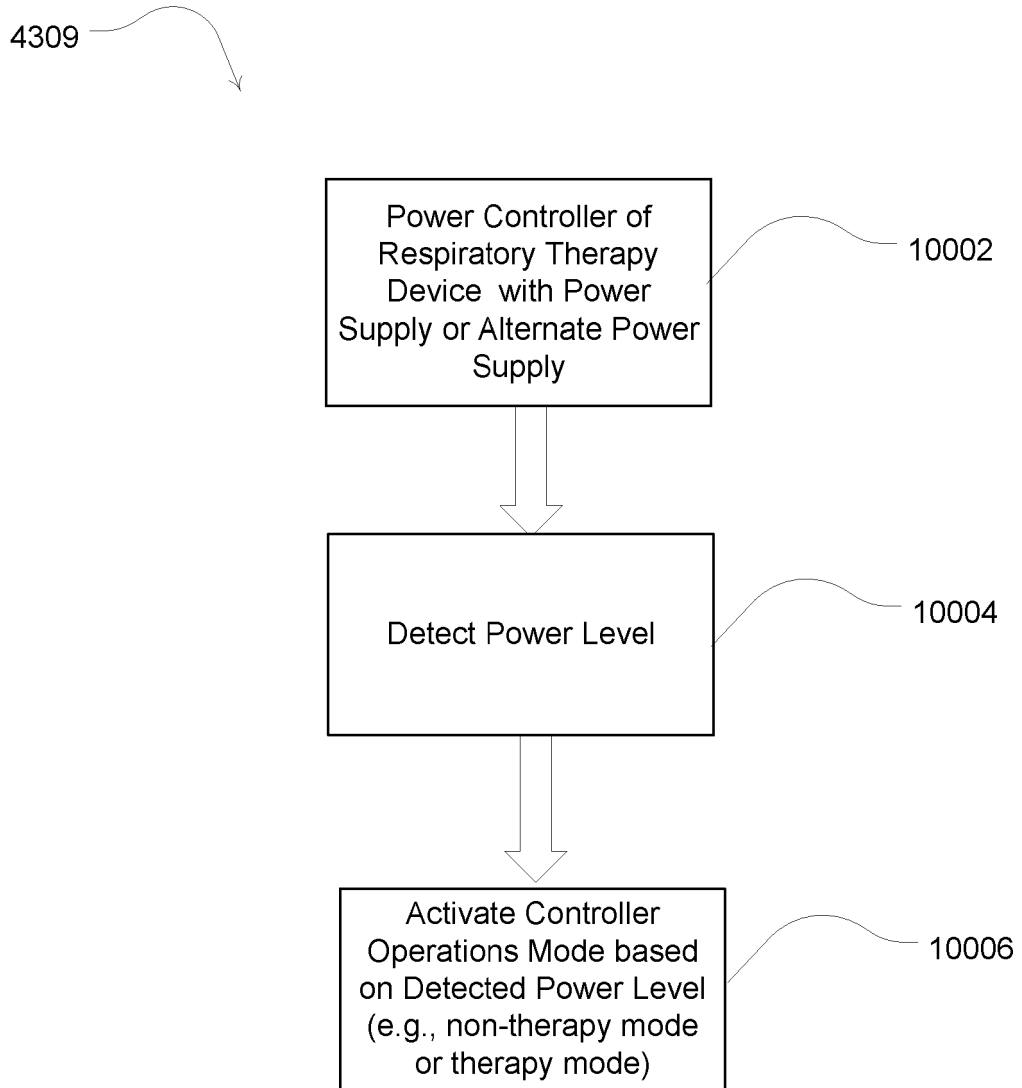 4309
Power Controller of
Respiratory Therapy
Device with Power
Supply or Alternate Power
Supply
10002
Detect Power Level
10004
Activate Controller
Operations Mode based
on Detected Power Level
(e.g., non-therapy mode
or therapy mode)
10006